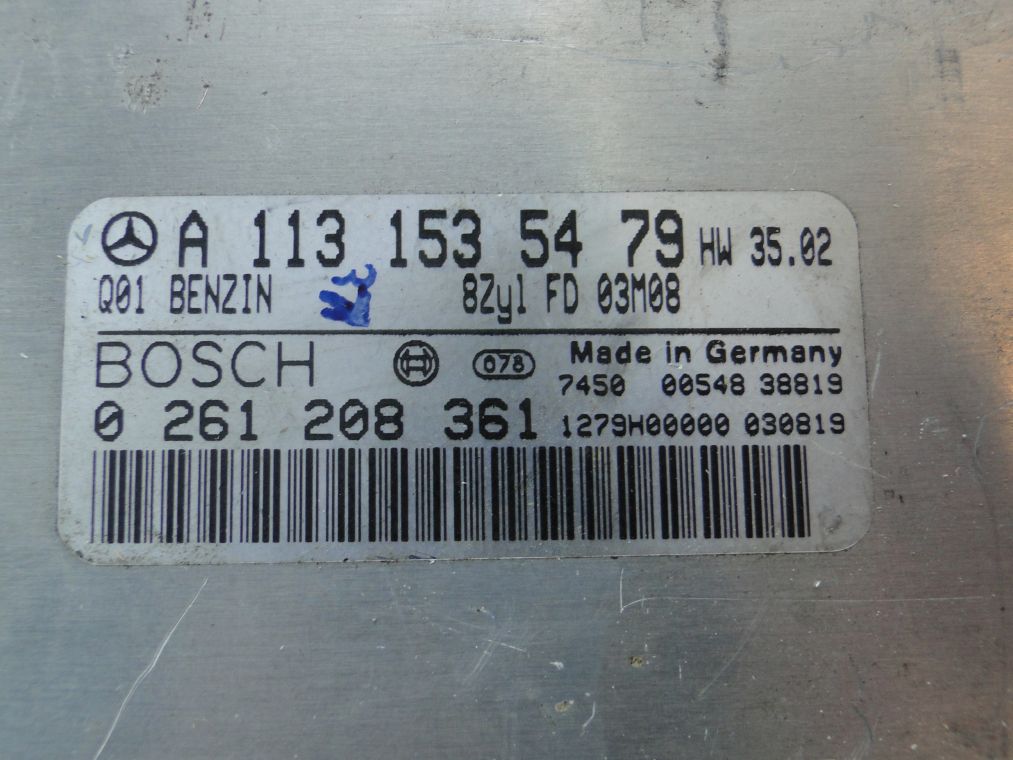 A 113 153 54 79 HW 35.02
Q01 BENZIN 8Zyl FD 03M08
BOSCH 078 Made in Germany
7450 00548 38819
0 261 208 361 1279H00000 030819